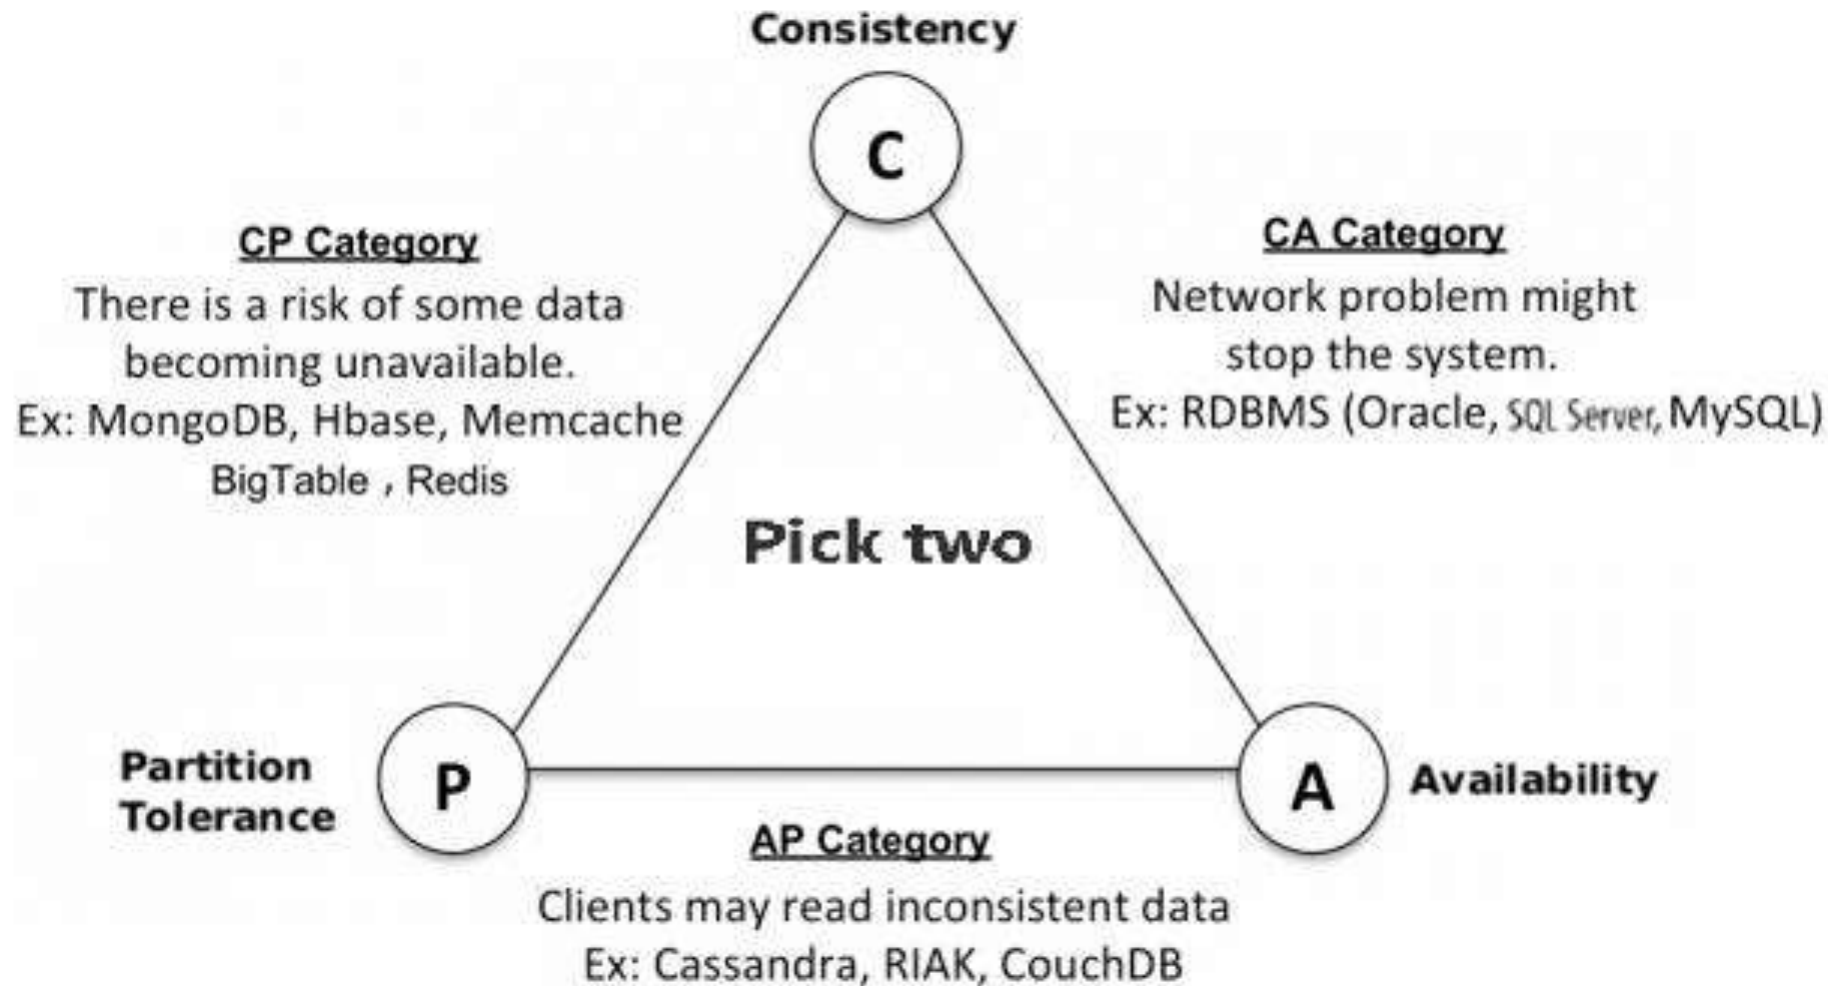 Consistency
C
CP Category
There is a risk of some data
becoming unavailable.
Ex: MongoDB, Hbase, Memcache
BigTable , Redis
CA Category
Network problem might
stop the system.
Ex: RDBMS (Oracle, SQL Server, MySQL)
Pick two
Partition
Tolerance
P
A
Availability
AP Category
Clients may read inconsistent data
Ex: Cassandra, RIAK, CouchDB